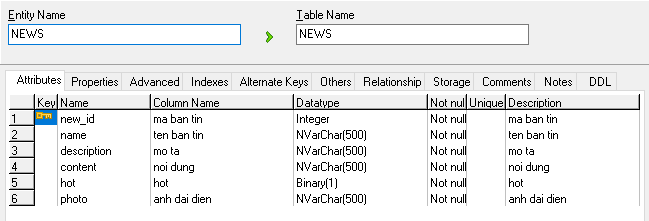 Entity Name Table Name
NEWS NEWS
Attributes Properties Advanced Indexes Alternate Keys Others Relationship Storage Comments Notes DDL
Key Name Column Name Datatype Not nul Unique Description
1 new_id ma ban tin Integer Not null ma ban tin
2 name ten ban tin NVarChar(500) Not null ten ban tin
3 description mo ta NVarChar(500) Not null mo ta
4 content noi dung NVarChar(500) Not null noi dung
5 hot hot Binary(1) Not null hot
6 photo anh dai dien NVarChar(500) Not null anh dai dien